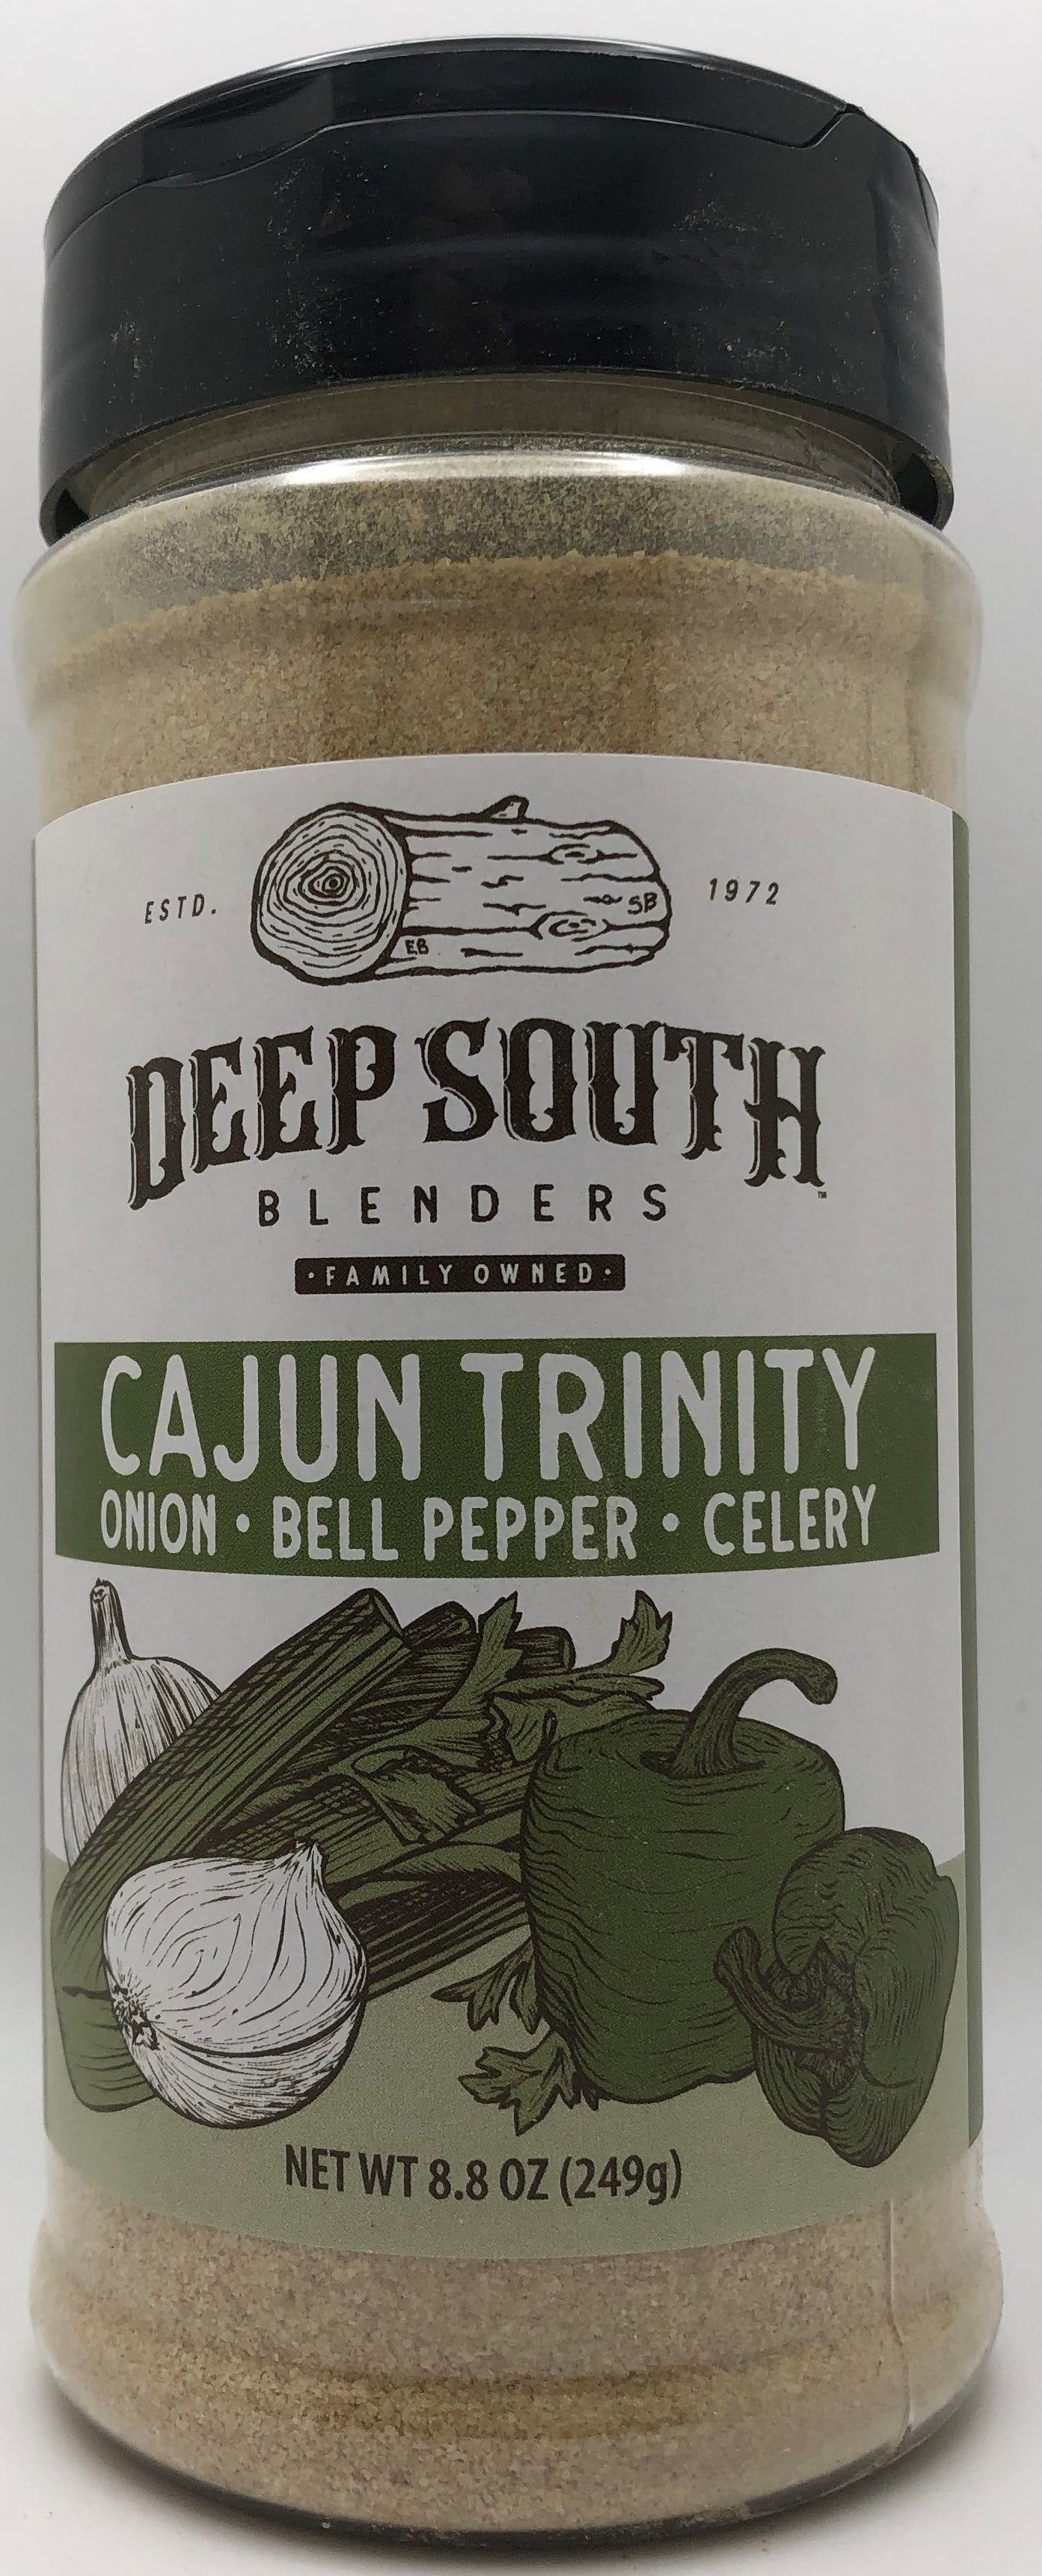 ESTD. 1972
SB
EB
DEEP SOUTH™
BLENDERS
·FAMILY OWNED·
CAJUN TRINITY
ONION · BELL PEPPER · CELERY
NET WT 8.8 OZ (249g)